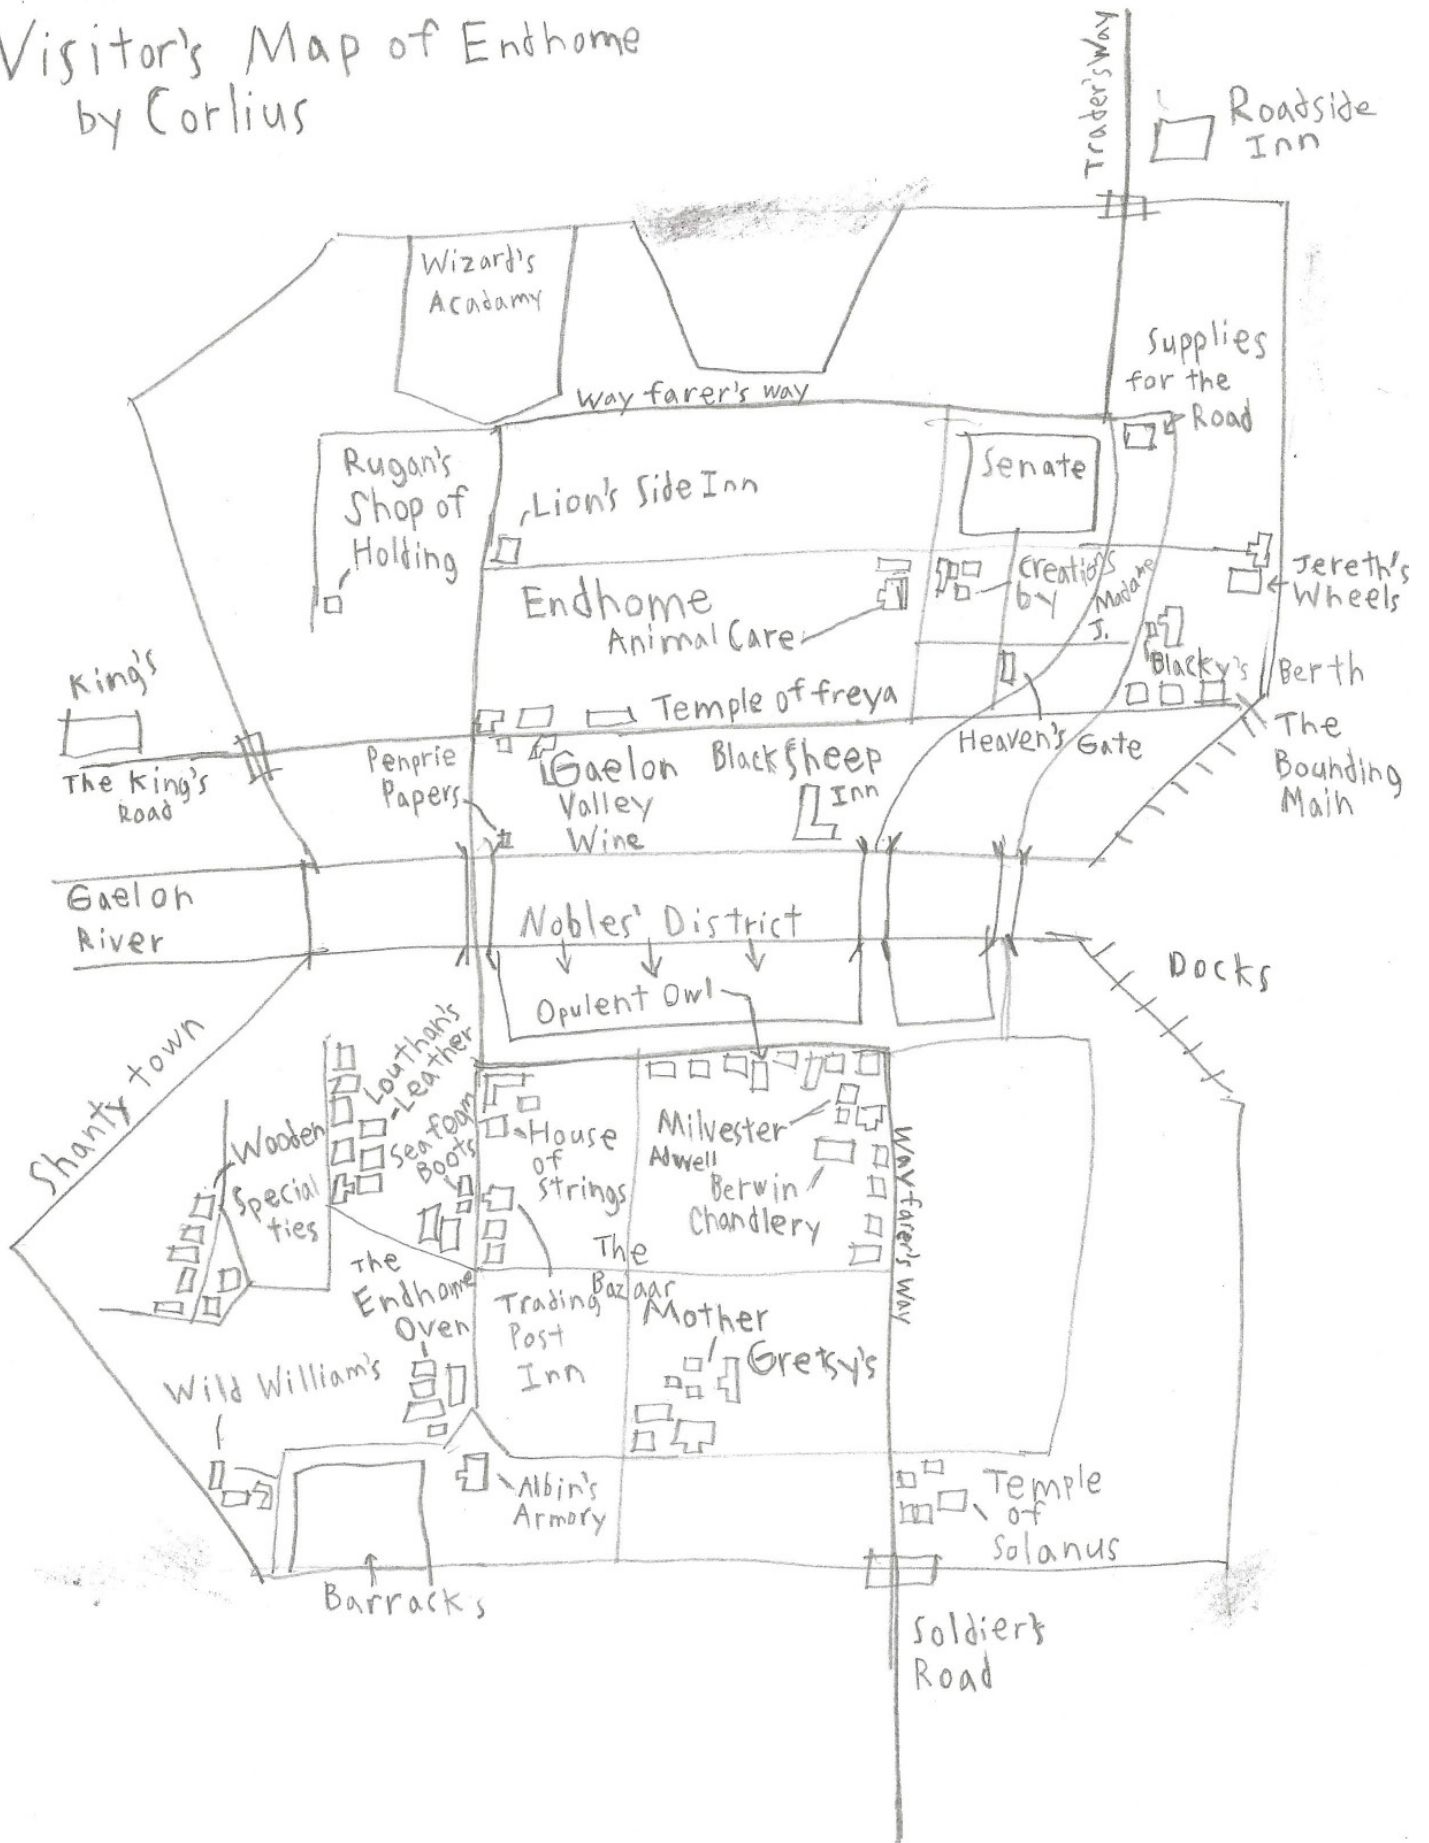 Visitor's Map of Endhome
by Corlius
Trader's Way
Roadside
Inn
Wizard's
Acadamy
Way farer's way
Supplies
for the
Road
Rugan's
Shop of
Holding
Lion's Side Inn
Senate
Endhome
Animal Care
Creations
by
Madame
J.
Jereth's
Wheels
Blacky's
Berth
King's
The King's
Road
Temple of freya
Penprie
Papers
Gaelon
Valley
Wine
Black Sheep
Inn
Heaven's Gate
The
Bounding
Main
Gaelon
River
Nobles' District
Opulent Owl
Docks
Shanty town
Wooden
Special
ties
Louthan's
Leather
Sea foam
Boots
House
of
Strings
Milvester
Adwell
Berwin
Chandlery
Wayfarer's Way
The
Bazaar
The
Endhome
Oven
Trading
Post
Inn
Mother
Gretsy's
Wild William's
Albin's
Armory
Temple
of
Solanus
Barracks
Soldier's
Road